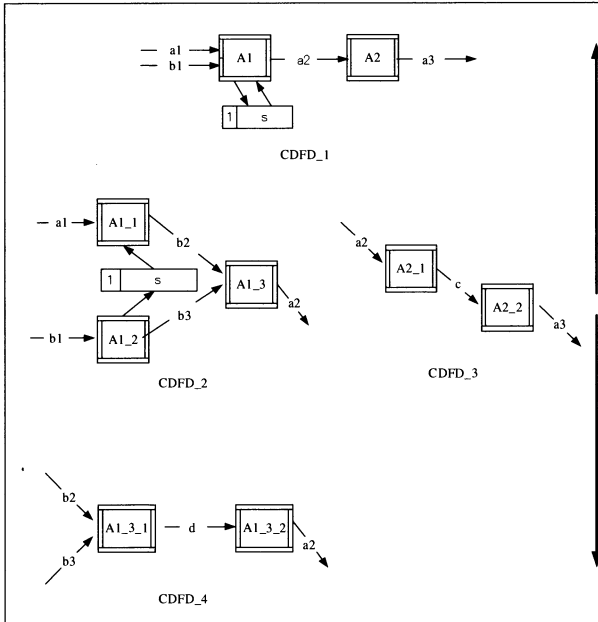 a1
b1
A1
a2
A2
a3
1 s
CDFD_1
a1
A1_1
b2
1 s
A1_3
a2
b1
A1_2
b3
CDFD_2
a2
A2_1
c
A2_2
a3
CDFD_3
b2
b3
A1_3_1
d
A1_3_2
a2
CDFD_4